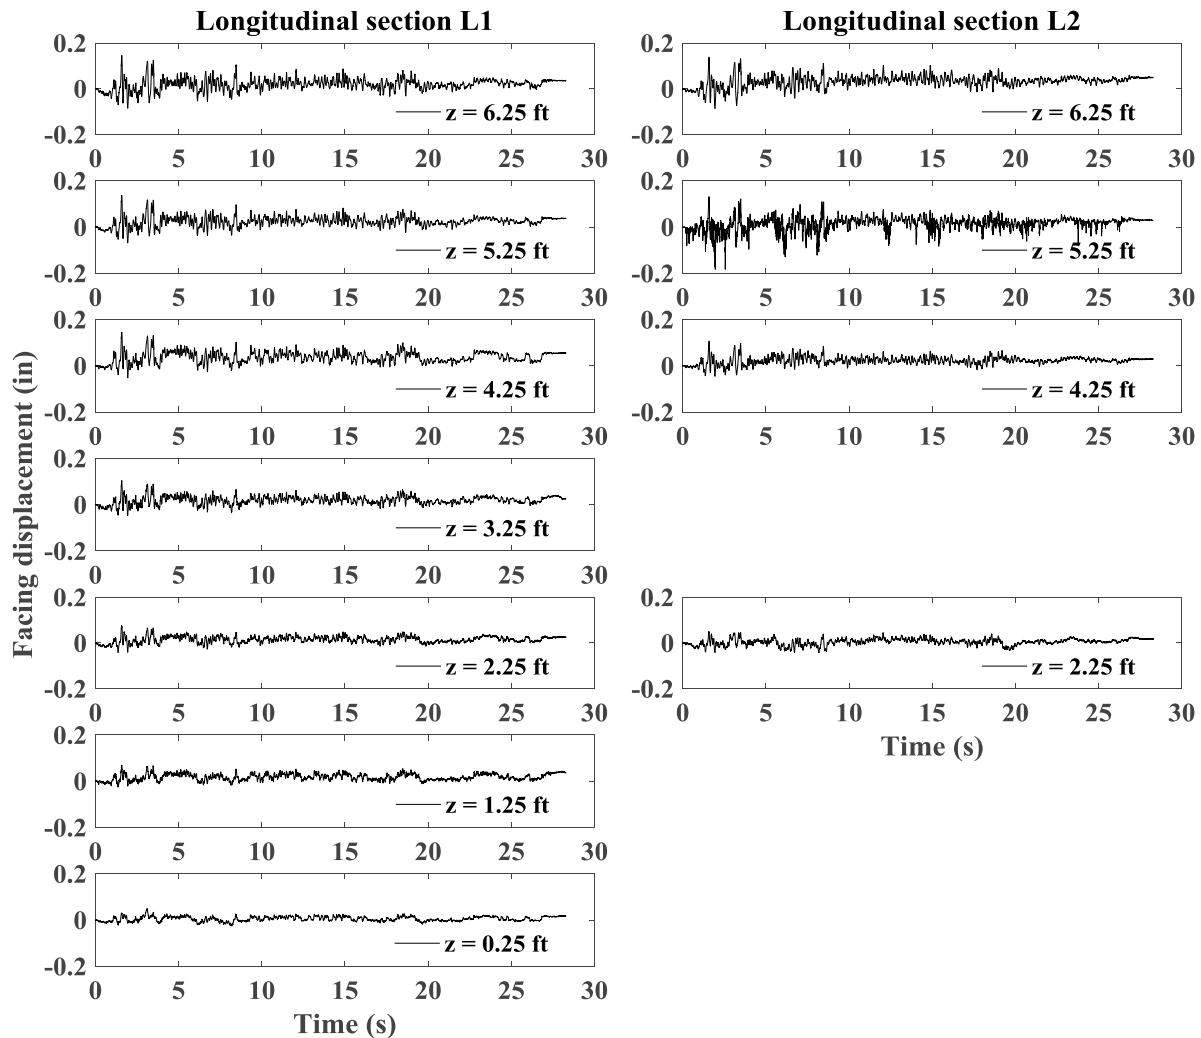 Longitudinal section L1
0.2
0
-0.2
z = 6.25 ft
0 5 10 15 20 25 30
0.2
0
-0.2
z = 5.25 ft
0 5 10 15 20 25 30
0.2
0
-0.2
z = 4.25 ft
0 5 10 15 20 25 30
0.2
0
-0.2
z = 3.25 ft
0 5 10 15 20 25 30
0.2
0
-0.2
z = 2.25 ft
0 5 10 15 20 25 30
0.2
0
-0.2
z = 1.25 ft
0 5 10 15 20 25 30
0.2
0
-0.2
z = 0.25 ft
0 5 10 15 20 25 30
Time (s)
Facing displacement (in)
Longitudinal section L2
0.2
0
-0.2
z = 6.25 ft
0 5 10 15 20 25 30
0.2
0
-0.2
z = 5.25 ft
0 5 10 15 20 25 30
0.2
0
-0.2
z = 4.25 ft
0 5 10 15 20 25 30
0.2
0
-0.2
z = 2.25 ft
0 5 10 15 20 25 30
Time (s)